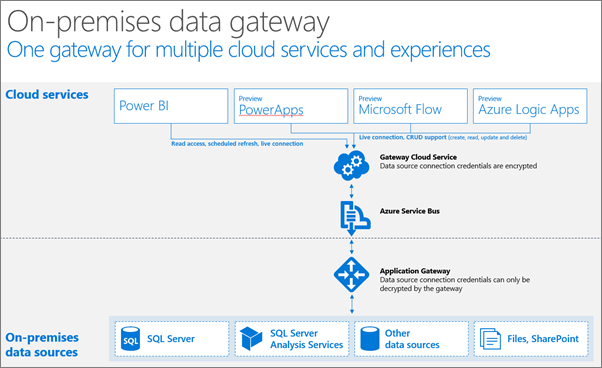 On-premises data gateway
One gateway for multiple cloud services and experiences
Cloud services
Power BI
Preview
PowerApps
Preview
Microsoft Flow
Preview
Azure Logic Apps
Read access, scheduled refresh, live connection
Live connection, CRUD support (create, read, update and delete)
Gateway Cloud Service
Data source connection credentials are encrypted
Azure Service Bus
Application Gateway
Data source connection credentials can only be
decrypted by the gateway
On-premises
data sources
SQL
SQL Server
SQL Server
Analysis Services
Other
data sources
Files, SharePoint